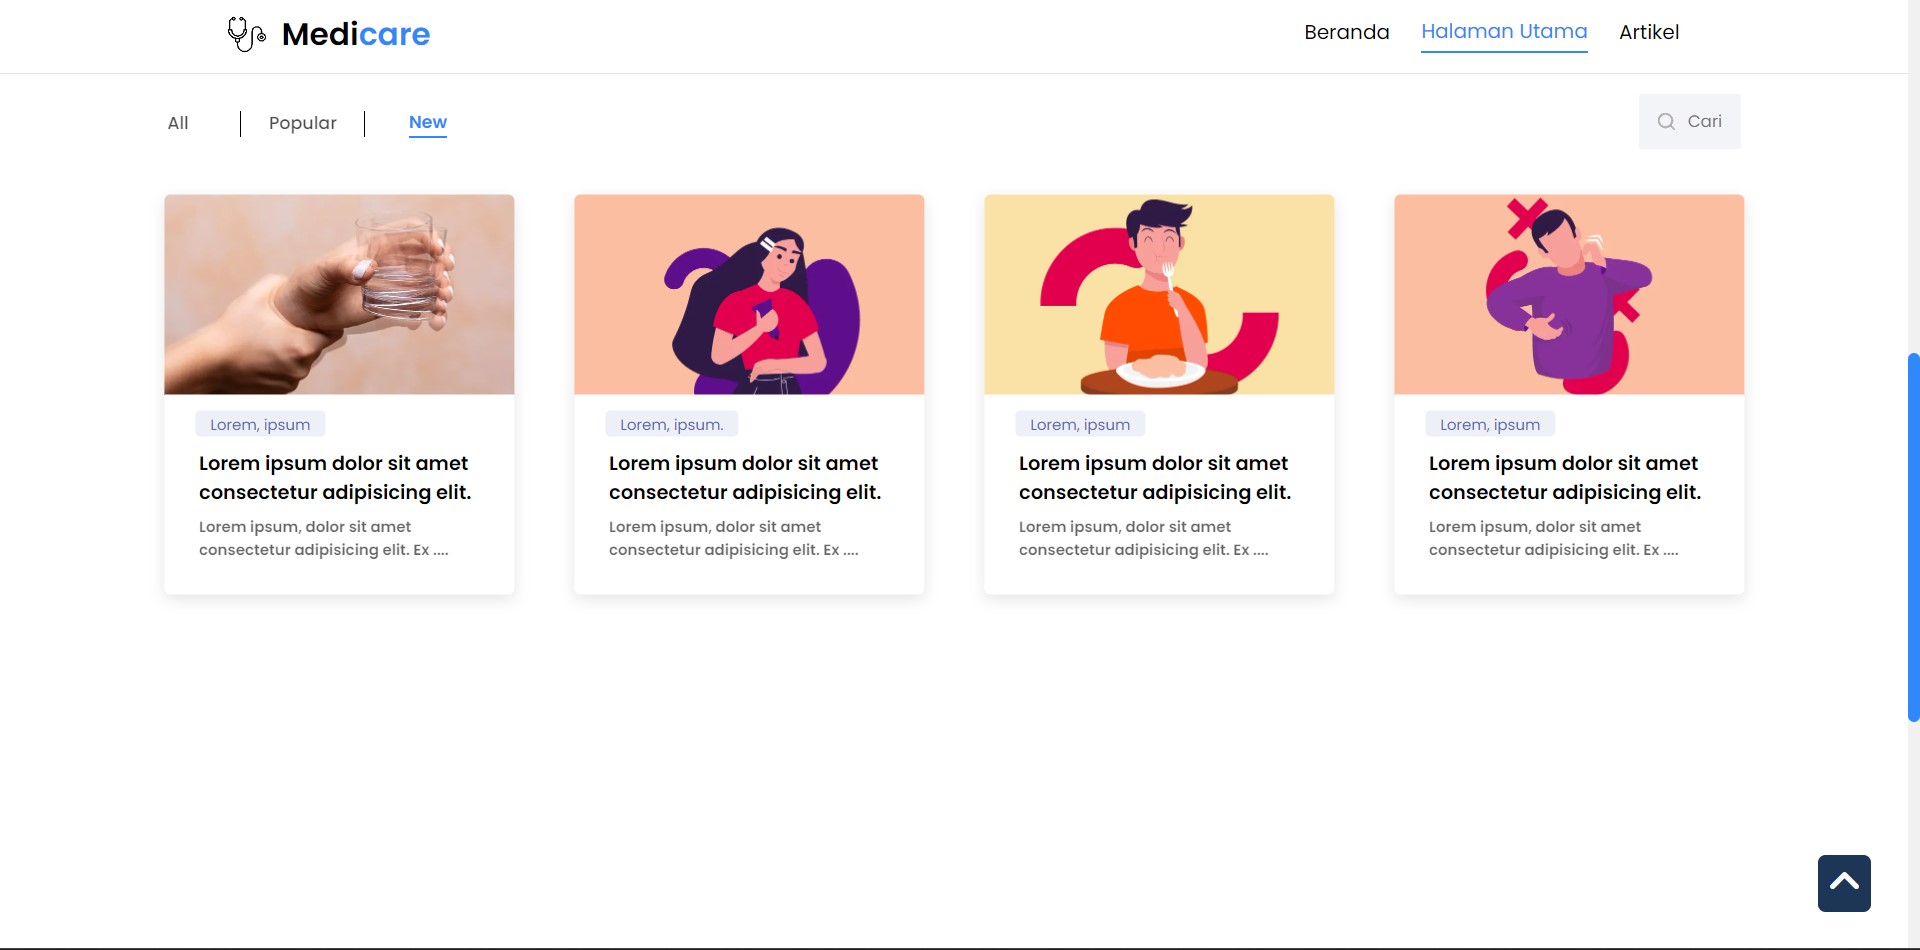 Medicare
Beranda
Halaman Utama
Artikel
All
Popular
New
Cari
Lorem, ipsum
Lorem ipsum dolor sit amet
consectetur adipisicing elit.
Lorem ipsum, dolor sit amet
consectetur adipisicing elit. Ex ....
Lorem, ipsum.
Lorem ipsum dolor sit amet
consectetur adipisicing elit.
Lorem ipsum, dolor sit amet
consectetur adipisicing elit. Ex ....
Lorem, ipsum
Lorem ipsum dolor sit amet
consectetur adipisicing elit.
Lorem ipsum, dolor sit amet
consectetur adipisicing elit. Ex ....
Lorem, ipsum
Lorem ipsum dolor sit amet
consectetur adipisicing elit.
Lorem ipsum, dolor sit amet
consectetur adipisicing elit. Ex ....